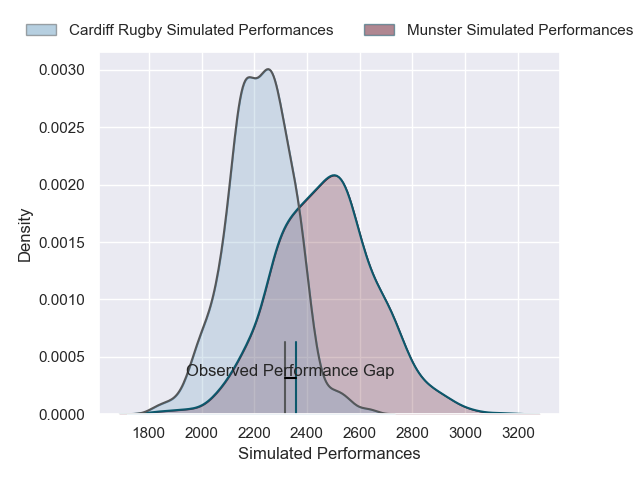 Cardiff Rugby Simulated Performances Munster Simulated Performances
0.0030
0.0025
0.0020
0.0015
0.0010
0.0005
0.0000
Density
Observed Performance Gap
1800 2000 2200 2400 2600 2800 3000 3200
Simulated Performances